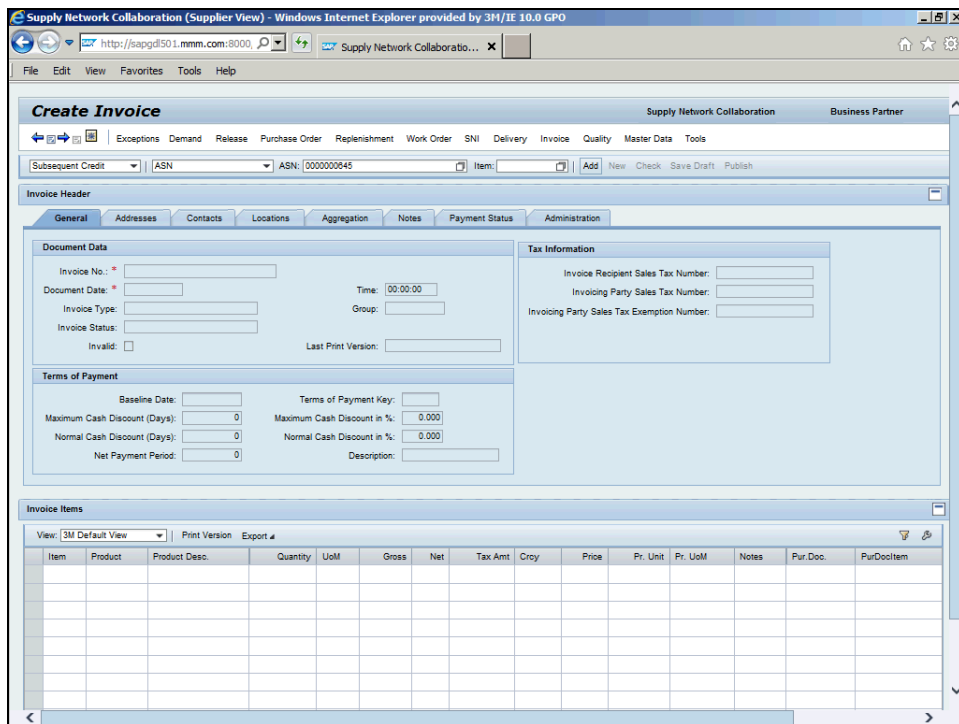 Supply Network Collaboration (Supplier View) - Windows Internet Explorer provided by 3M/IE 10.0 GPO
http://sapgdl501.mmm.com:8000, Supply Network Collaboratio...
File Edit View Favorites Tools Help
Create Invoice Supply Network Collaboration Business Partner
Exceptions Demand Release Purchase Order Replenishment Work Order SNI Delivery Invoice Quality Master Data Tools
Subsequent Credit ASN ASN: 0000000645 Item: Add New Check Save Draft Publish
Invoice Header
General Addresses Contacts Locations Aggregation Notes Payment Status Administration
Document Data
Invoice No.: *
Document Date: * Time: 00:00:00
Invoice Type: Group:
Invoice Status:
Invalid: Last Print Version:
Tax Information
Invoice Recipient Sales Tax Number:
Invoicing Party Sales Tax Number:
Invoicing Party Sales Tax Exemption Number:
Terms of Payment
Baseline Date: Terms of Payment Key:
Maximum Cash Discount (Days): 0 Maximum Cash Discount in %: 0.000
Normal Cash Discount (Days): 0 Normal Cash Discount in %: 0.000
Net Payment Period: 0 Description:
Invoice Items
View: 3M Default View Print Version Export
Item Product Product Desc. Quantity UoM Gross Net Tax Amt Crcy Price Pr. Unit Pr. UoM Notes Pur.Doc. PurDocItem